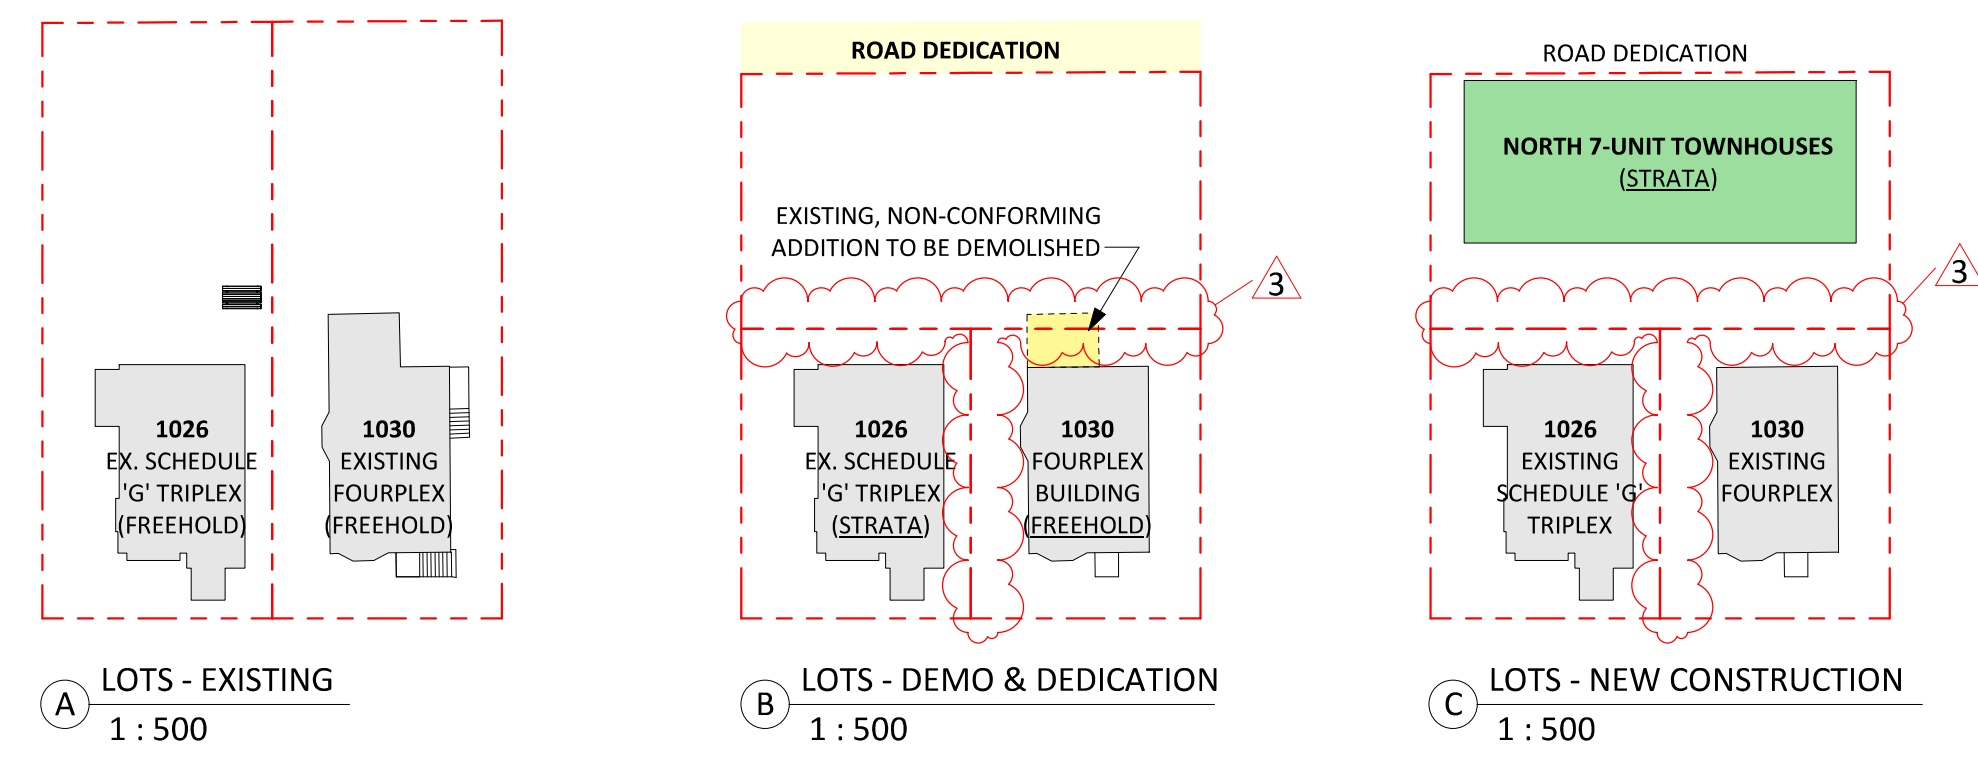 1026
EX. SCHEDULE
'G' TRIPLEX
(FREEHOLD)
1030
EXISTING
FOURPLEX
(FREEHOLD)
A
LOTS - EXISTING
1 : 500
ROAD DEDICATION
EXISTING, NON-CONFORMING
ADDITION TO BE DEMOLISHED
3
1026
EX. SCHEDULE
'G' TRIPLEX
(STRATA)
1030
FOURPLEX
BUILDING
(FREEHOLD)
B
LOTS - DEMO & DEDICATION
1 : 500
ROAD DEDICATION
NORTH 7-UNIT TOWNHOUSES
(STRATA)
3
1026
EXISTING
SCHEDULE 'G'
TRIPLEX
1030
EXISTING
FOURPLEX
C
LOTS - NEW CONSTRUCTION
1 : 500